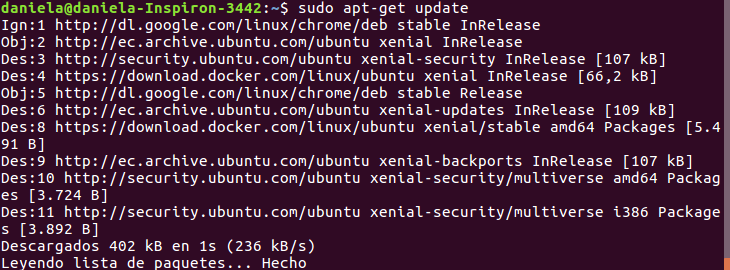 daniela@daniela-Inspiron-3442:~$ sudo apt-get update
Ign:1 http://dl.google.com/linux/chrome/deb stable InRelease
Obj:2 http://ec.archive.ubuntu.com/ubuntu xenial InRelease
Des:3 http://security.ubuntu.com/ubuntu xenial-security InRelease [107 kB]
Des:4 https://download.docker.com/linux/ubuntu xenial InRelease [66,2 kB]
Obj:5 http://dl.google.com/linux/chrome/deb stable Release
Des:6 http://ec.archive.ubuntu.com/ubuntu xenial-updates InRelease [109 kB]
Des:8 https://download.docker.com/linux/ubuntu xenial/stable amd64 Packages [5.4
91 B]
Des:9 http://ec.archive.ubuntu.com/ubuntu xenial-backports InRelease [107 kB]
Des:10 http://security.ubuntu.com/ubuntu xenial-security/multiverse amd64 Packag
es [3.724 B]
Des:11 http://security.ubuntu.com/ubuntu xenial-security/multiverse i386 Package
s [3.892 B]
Descargados 402 kB en 1s (236 kB/s)
Leyendo lista de paquetes... Hecho